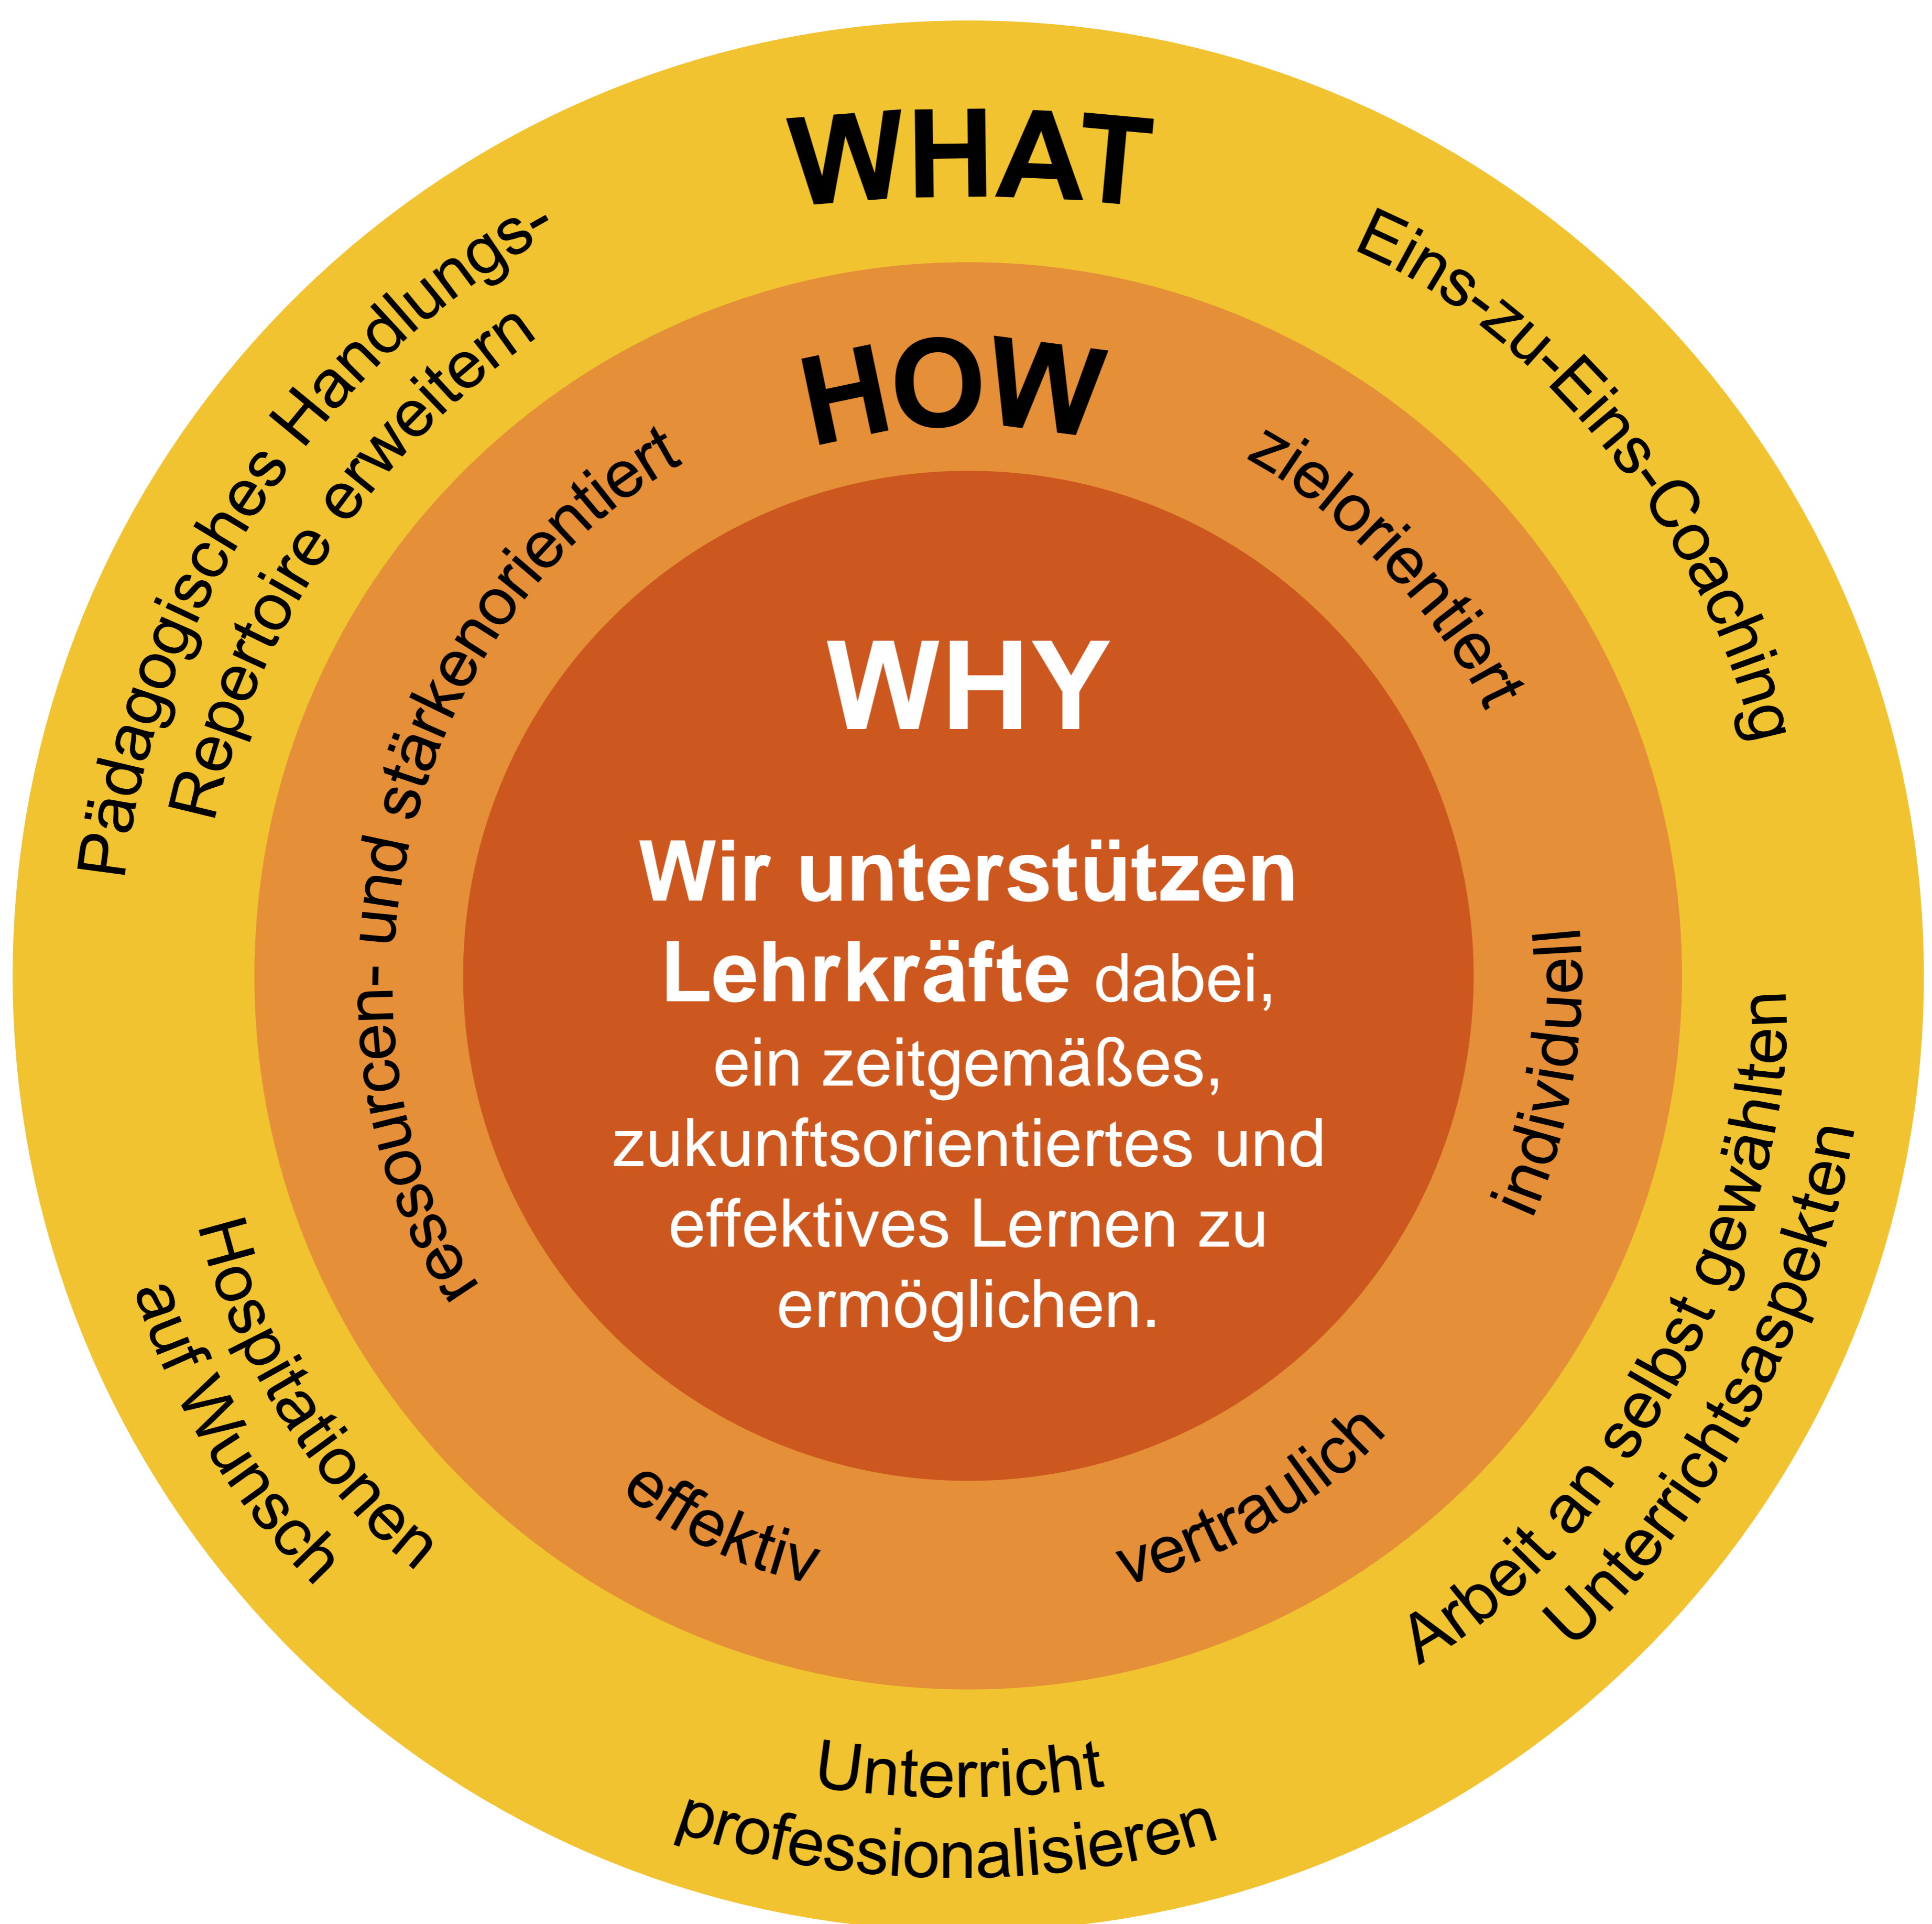 WHAT
Eins-zu-Eins-Coaching
Arbeit an selbst gewählten
Unterrichtsaspekten
Unterricht
professionalisieren
Hospitationen
auf Wunsch
Pädagogisches Handlungs-
Repertoire erweitern
HOW
zielorientiert
individuell
vertraulich
effektiv
ressourcen- und stärkenorientiert
WHY
Wir unterstützen
Lehrkräfte dabei,
ein zeitgemäßes,
zukunftsorientiertes und
effektives Lernen zu
ermöglichen.